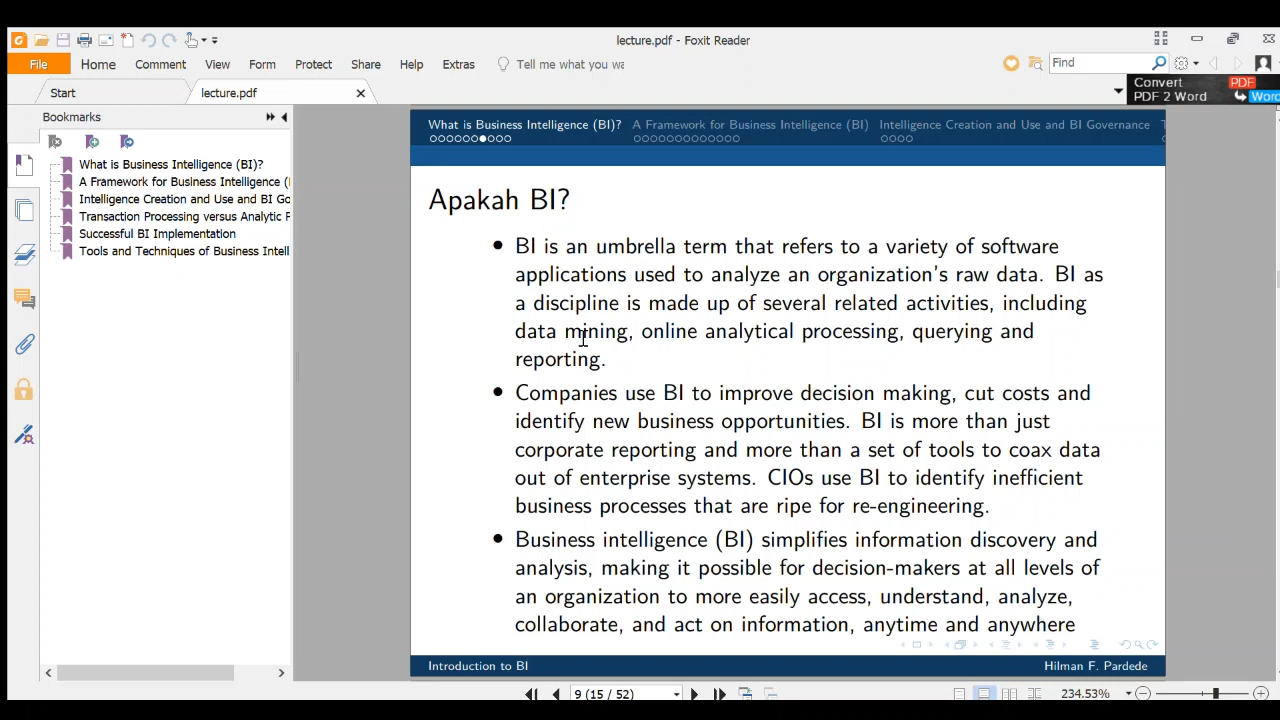 lecture.pdf - Foxit Reader
File Home Comment View Form Protect Share Help Extras Tell me what you wa Find
Start lecture.pdf
Convert PDF
PDF 2 Word Word
Bookmarks
What is Business Intelligence (BI)?
A Framework for Business Intelligence (
Intelligence Creation and Use and BI Go
Transaction Processing versus Analytic P
Successful BI Implementation
Tools and Techniques of Business Intell
What is Business Intelligence (BI)? A Framework for Business Intelligence (BI) Intelligence Creation and Use and BI Governance
Apakah BI?
BI is an umbrella term that refers to a variety of software
applications used to analyze an organization's raw data. BI as
a discipline is made up of several related activities, including
data mining, online analytical processing, querying and
reporting.
Companies use BI to improve decision making, cut costs and
identify new business opportunities. BI is more than just
corporate reporting and more than a set of tools to coax data
out of enterprise systems. CIOs use BI to identify inefficient
business processes that are ripe for re-engineering.
Business intelligence (BI) simplifies information discovery and
analysis, making it possible for decision-makers at all levels of
an organization to more easily access, understand, analyze,
collaborate, and act on information, anytime and anywhere
Introduction to BI Hilman F. Pardede
9 (15 / 52) 234.53%